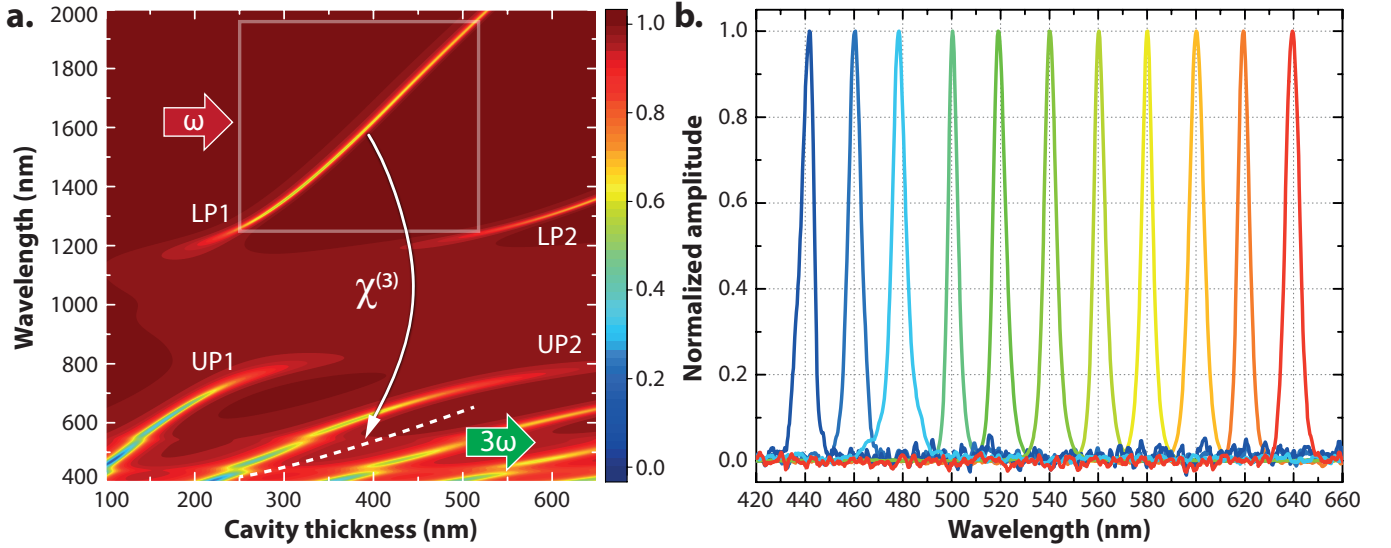 a.
2000
1800
1600
1400
1200
1000
800
600
400
Wavelength (nm)
100
200
300
400
500
600
Cavity thickness (nm)
ω
LP1
LP2
χ(3)
UP1
UP2
3ω
1.0
0.8
0.6
0.4
0.2
0.0
b.
1.0
0.8
0.6
0.4
0.2
0.0
Normalized amplitude
420 440 460 480 500 520 540 560 580 600 620 640 660
Wavelength (nm)